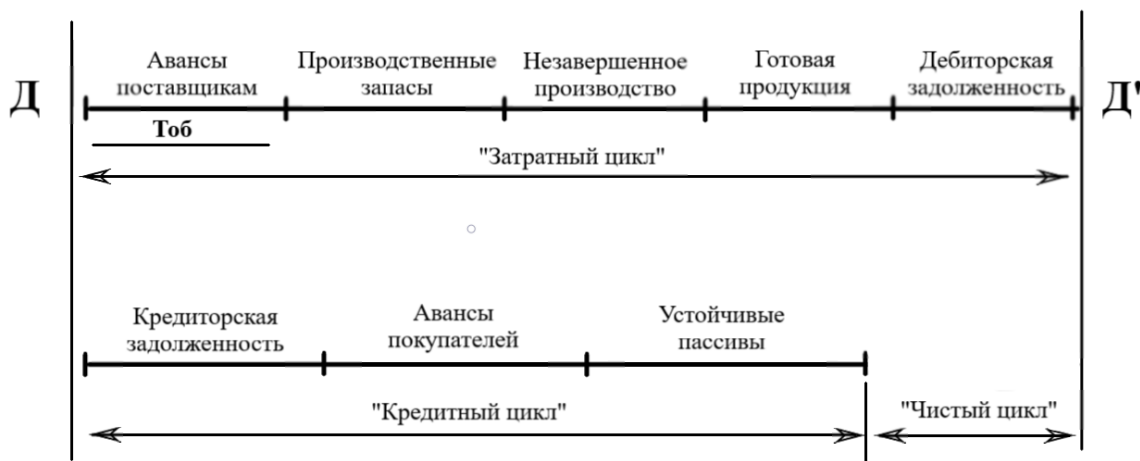 Авансы
поставщикам
Производственные
запасы
Незавершенное
производство
Готовая
продукция
Дебиторская
задолженность
Д
Д'
Тоб
"Затратный цикл"
Кредиторская
задолженность
Авансы
покупателей
Устойчивые
пассивы
"Кредитный цикл"
"Чистый цикл"